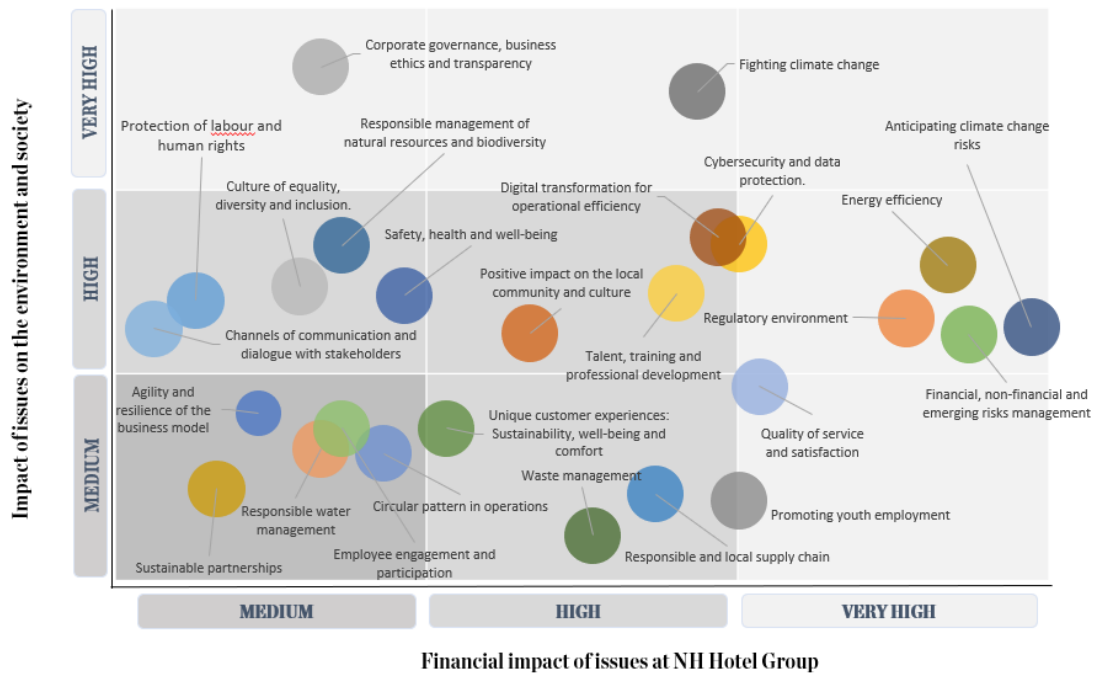 Corporate governance, business
ethics and transparency
Fighting climate change
Protection of labour and
human rights
Responsible management of
natural resources and biodiversity
Anticipating climate change
risks
Cybersecurity and data
protection.
Culture of equality,
diversity and inclusion.
Digital transformation for
operational efficiency
Energy efficiency
Safety, health and well-being
Positive impact on the local
community and culture
Regulatory environment
Channels of communication and
dialogue with stakeholders
Talent, training and
professional development
Financial, non-financial and
emerging risks management
Agility and
resilience of the
business model
Unique customer experiences:
Sustainability, well-being and
comfort
Quality of service
and satisfaction
Waste management
Circular pattern in operations
Responsible water
management
Promoting youth employment
Employee engagement and
participation
Responsible and local supply chain
Sustainable partnerships
VERY HIGH
HIGH
MEDIUM
Impact of issues on the environment and society
MEDIUM
HIGH
VERY HIGH
Financial impact of issues at NH Hotel Group